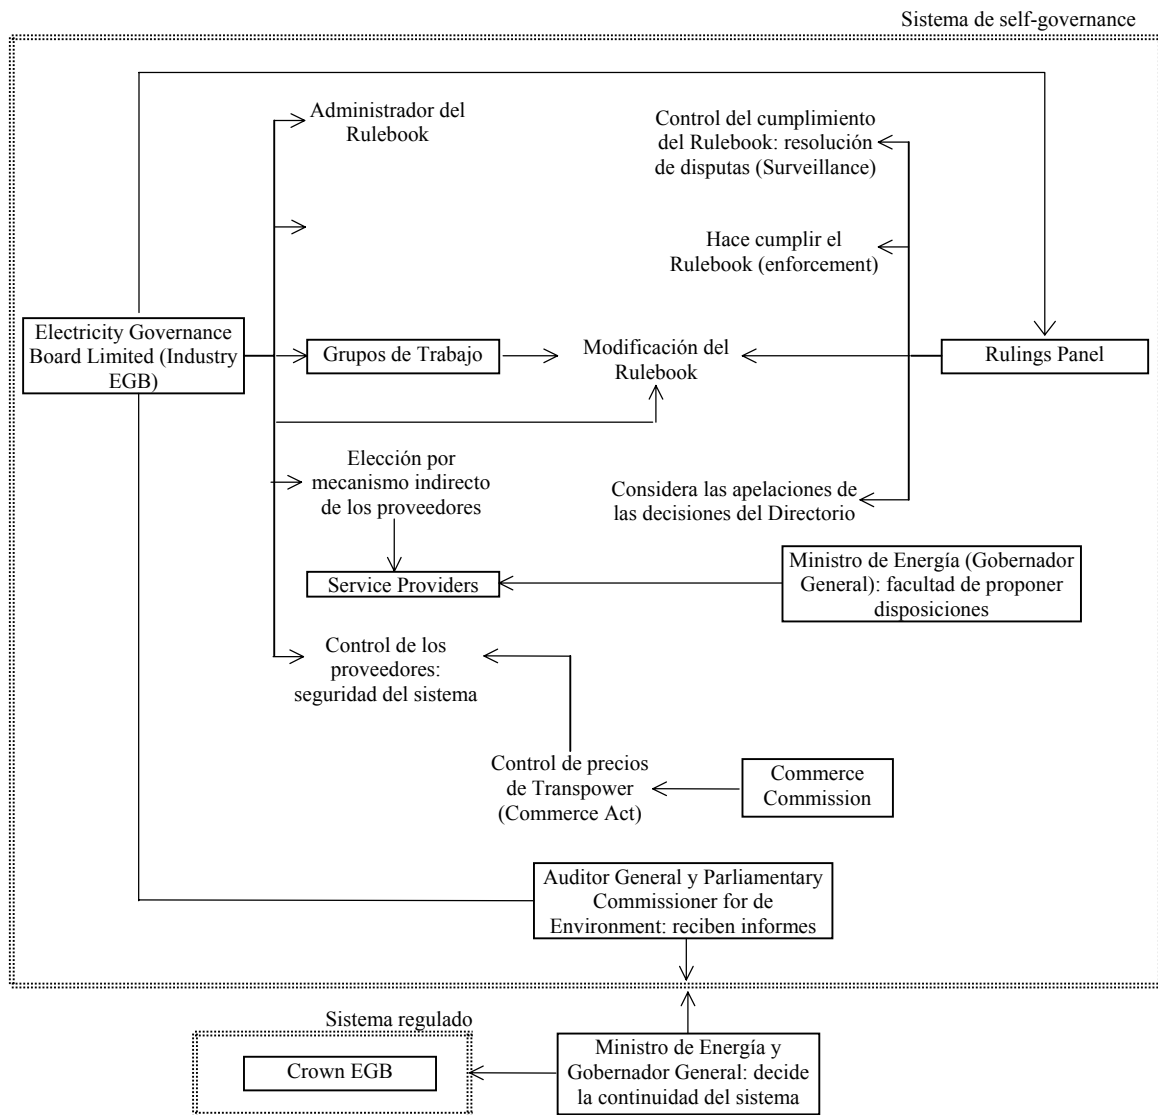 Sistema de self-governance
Administrador del
Rulebook
Control del cumplimiento
del Rulebook: resolución
de disputas (Surveillance)
Hace cumplir el
Rulebook (enforcement)
Electricity Governance
Board Limited (Industry
EGB)
Grupos de Trabajo
Modificación del
Rulebook
Rulings Panel
Elección por
mecanismo indirecto
de los proveedores
Considera las apelaciones de
las decisiones del Directorio
Service Providers
Ministro de Energía (Gobernador
General): facultad de proponer
disposiciones
Control de los
proveedores:
seguridad del sistema
Control de precios
de Transpower
(Commerce Act)
Commerce
Commission
Auditor General y Parliamentary
Commissioner for de
Environment: reciben informes
Sistema regulado
Crown EGB
Ministro de Energía y
Gobernador General: decide
la continuidad del sistema